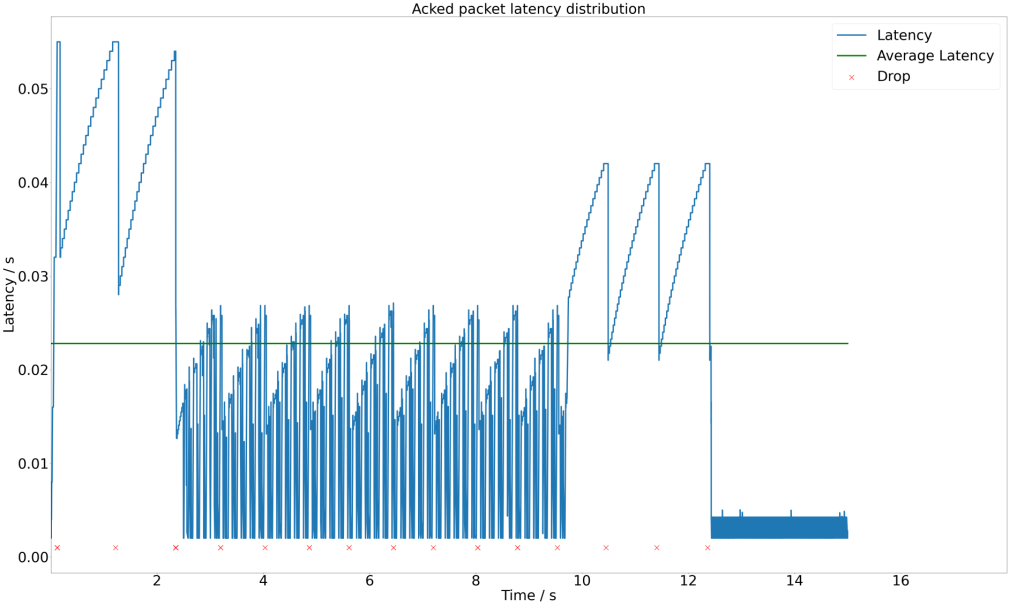 Acked packet latency distribution
Latency
Average Latency
Drop
Latency / s
0.05
0.04
0.03
0.02
0.01
0.00
2 4 6 8 10 12 14 16
Time / s